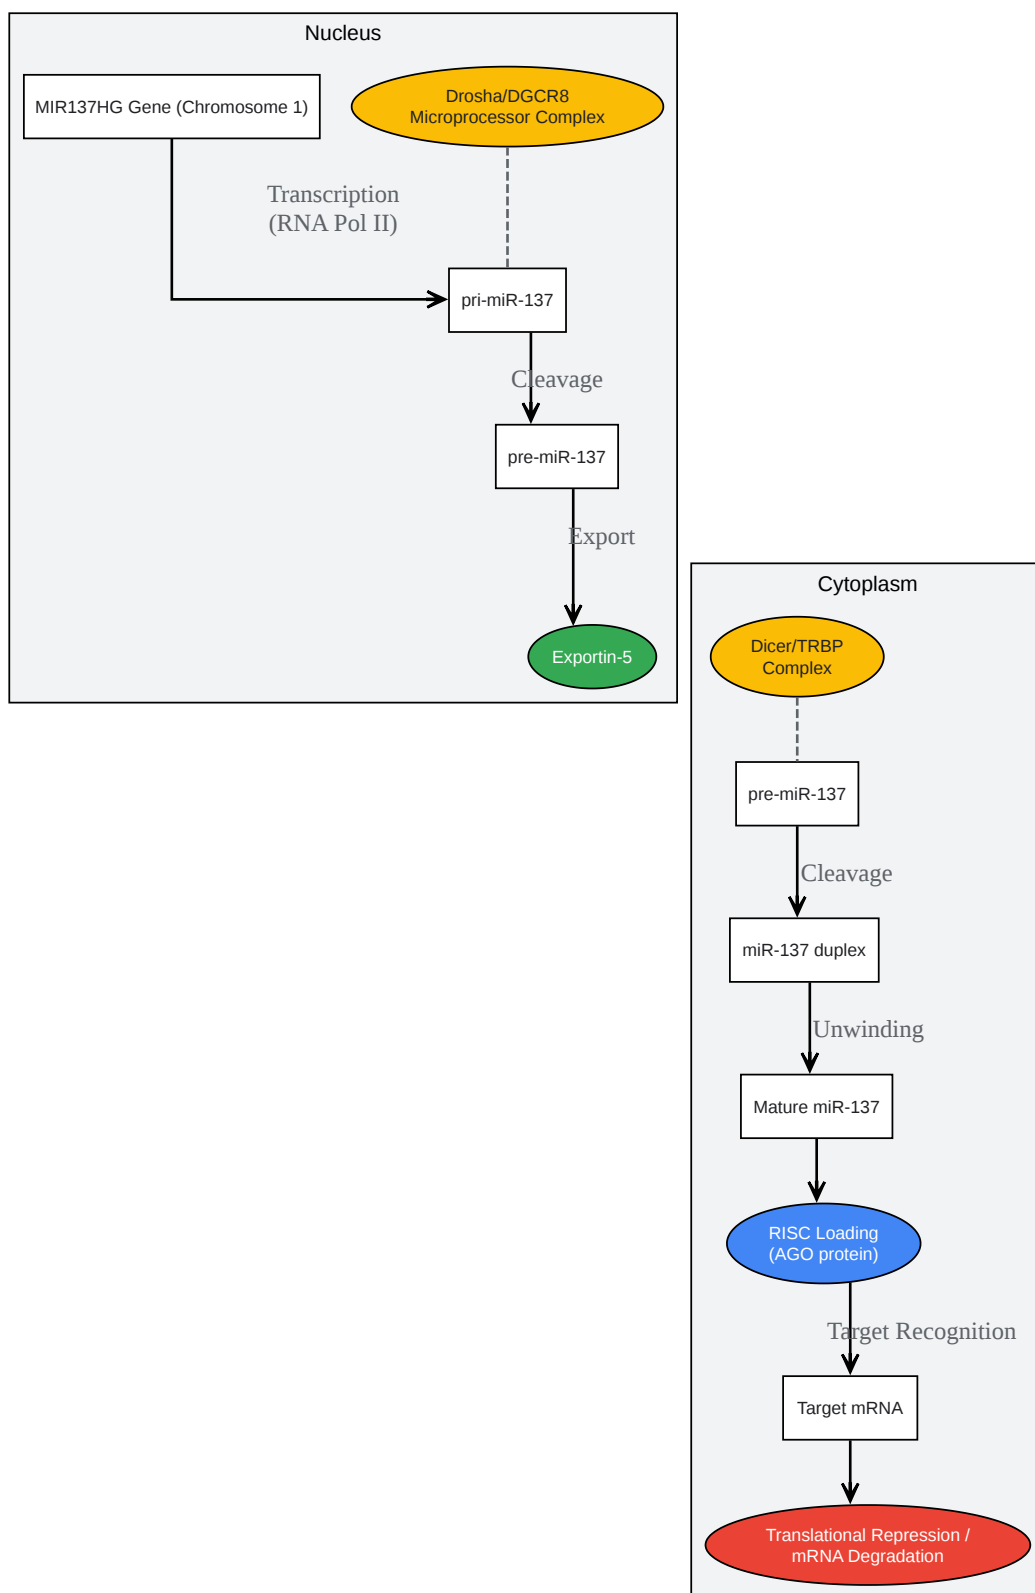 Nucleus
MIR137HG Gene (Chromosome 1)
Drosha/DGCR8
Microprocessor Complex
Transcription
(RNA Pol II)
pri-miR-137
Cleavage
pre-miR-137
Export
Exportin-5
Cytoplasm
Dicer/TRBP
Complex
pre-miR-137
Cleavage
miR-137 duplex
Unwinding
Mature miR-137
RISC Loading
(AGO protein)
Target Recognition
Target mRNA
Translational Repression /
mRNA Degradation